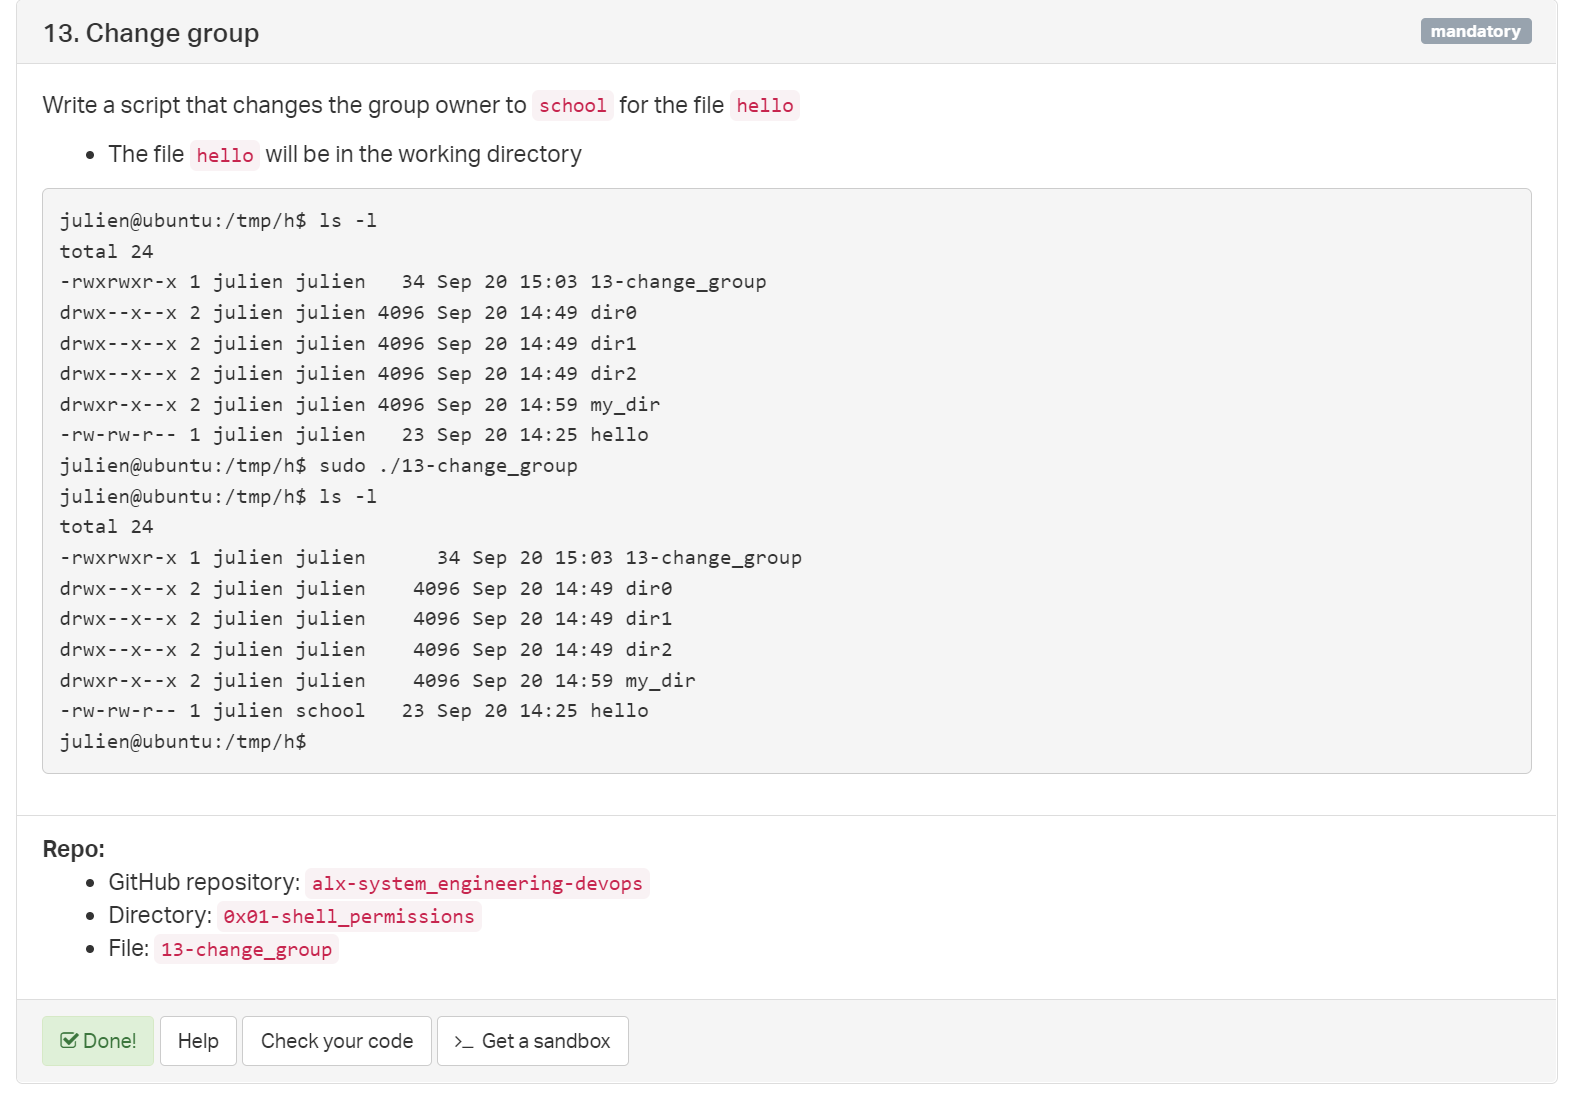 13. Change group
mandatory
Write a script that changes the group owner to school for the file hello
• The file hello will be in the working directory
julien@ubuntu:/tmp/h$ ls -l
total 24
-rwxrwxr-x 1 julien julien   34 Sep 20 15:03 13-change_group
drwx--x--x 2 julien julien 4096 Sep 20 14:49 dir0
drwx--x--x 2 julien julien 4096 Sep 20 14:49 dir1
drwx--x--x 2 julien julien 4096 Sep 20 14:49 dir2
drwxr-x--x 2 julien julien 4096 Sep 20 14:59 my_dir
-rw-rw-r-- 1 julien julien   23 Sep 20 14:25 hello
julien@ubuntu:/tmp/h$ sudo ./13-change_group
julien@ubuntu:/tmp/h$ ls -l
total 24
-rwxrwxr-x 1 julien julien      34 Sep 20 15:03 13-change_group
drwx--x--x 2 julien julien    4096 Sep 20 14:49 dir0
drwx--x--x 2 julien julien    4096 Sep 20 14:49 dir1
drwx--x--x 2 julien julien    4096 Sep 20 14:49 dir2
drwxr-x--x 2 julien julien    4096 Sep 20 14:59 my_dir
-rw-rw-r-- 1 julien school   23 Sep 20 14:25 hello
julien@ubuntu:/tmp/h$
Repo:
• GitHub repository: alx-system_engineering-devops
• Directory: 0x01-shell_permissions
• File: 13-change_group
Done!
Help
Check your code
>_ Get a sandbox